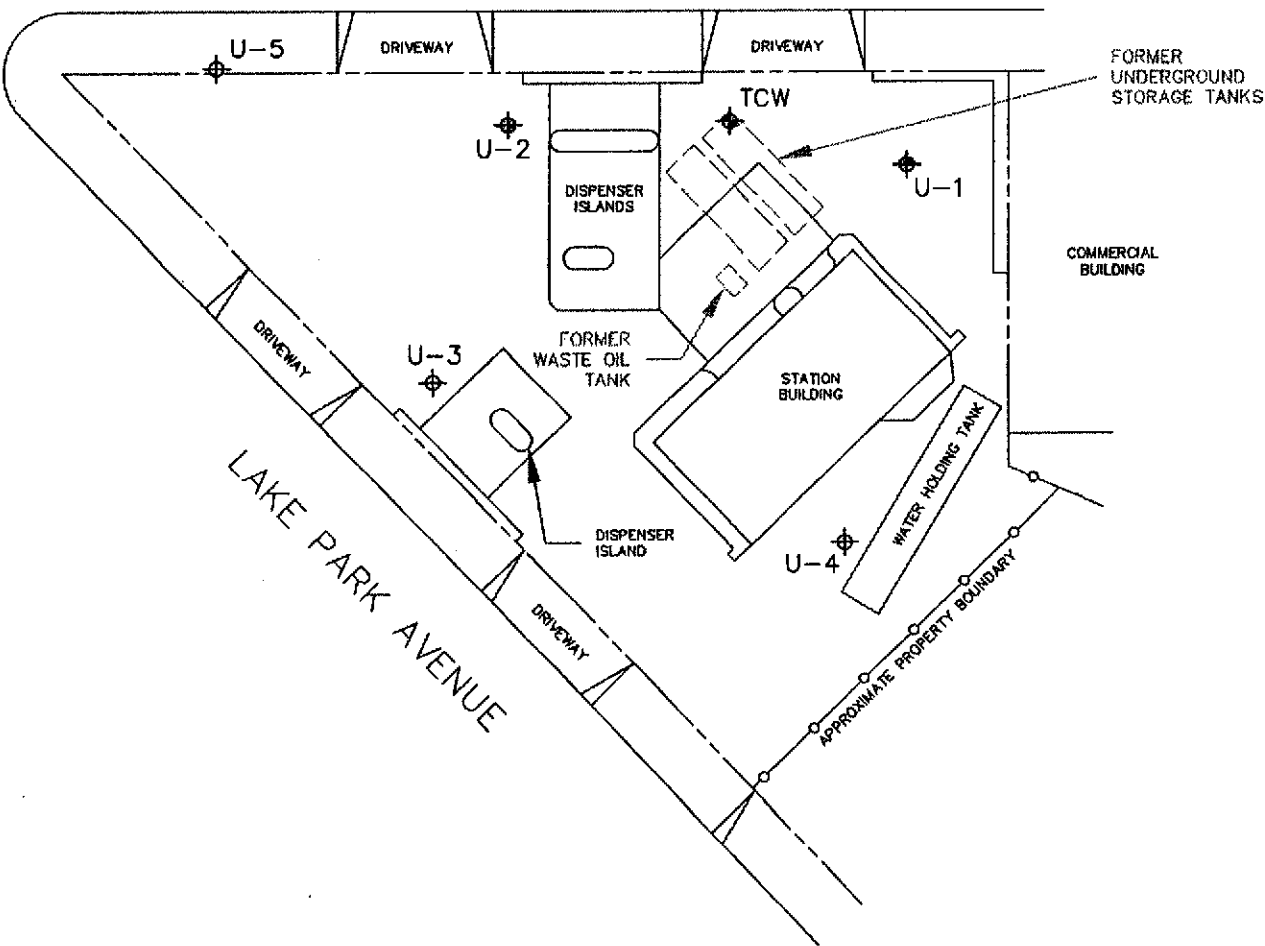 DRIVEWAY
DRIVEWAY
FORMER
UNDERGROUND
STORAGE TANKS
U-5
TCW
U-2
U-1
DISPENSER
ISLANDS
COMMERCIAL
BUILDING
DRIVEWAY
FORMER
WASTE OIL
TANK
U-3
STATION
BUILDING
WATER HOLDING TANK
LAKE PARK AVENUE
DISPENSER
ISLAND
U-4
DRIVEWAY
APPROXIMATE PROPERTY BOUNDARY